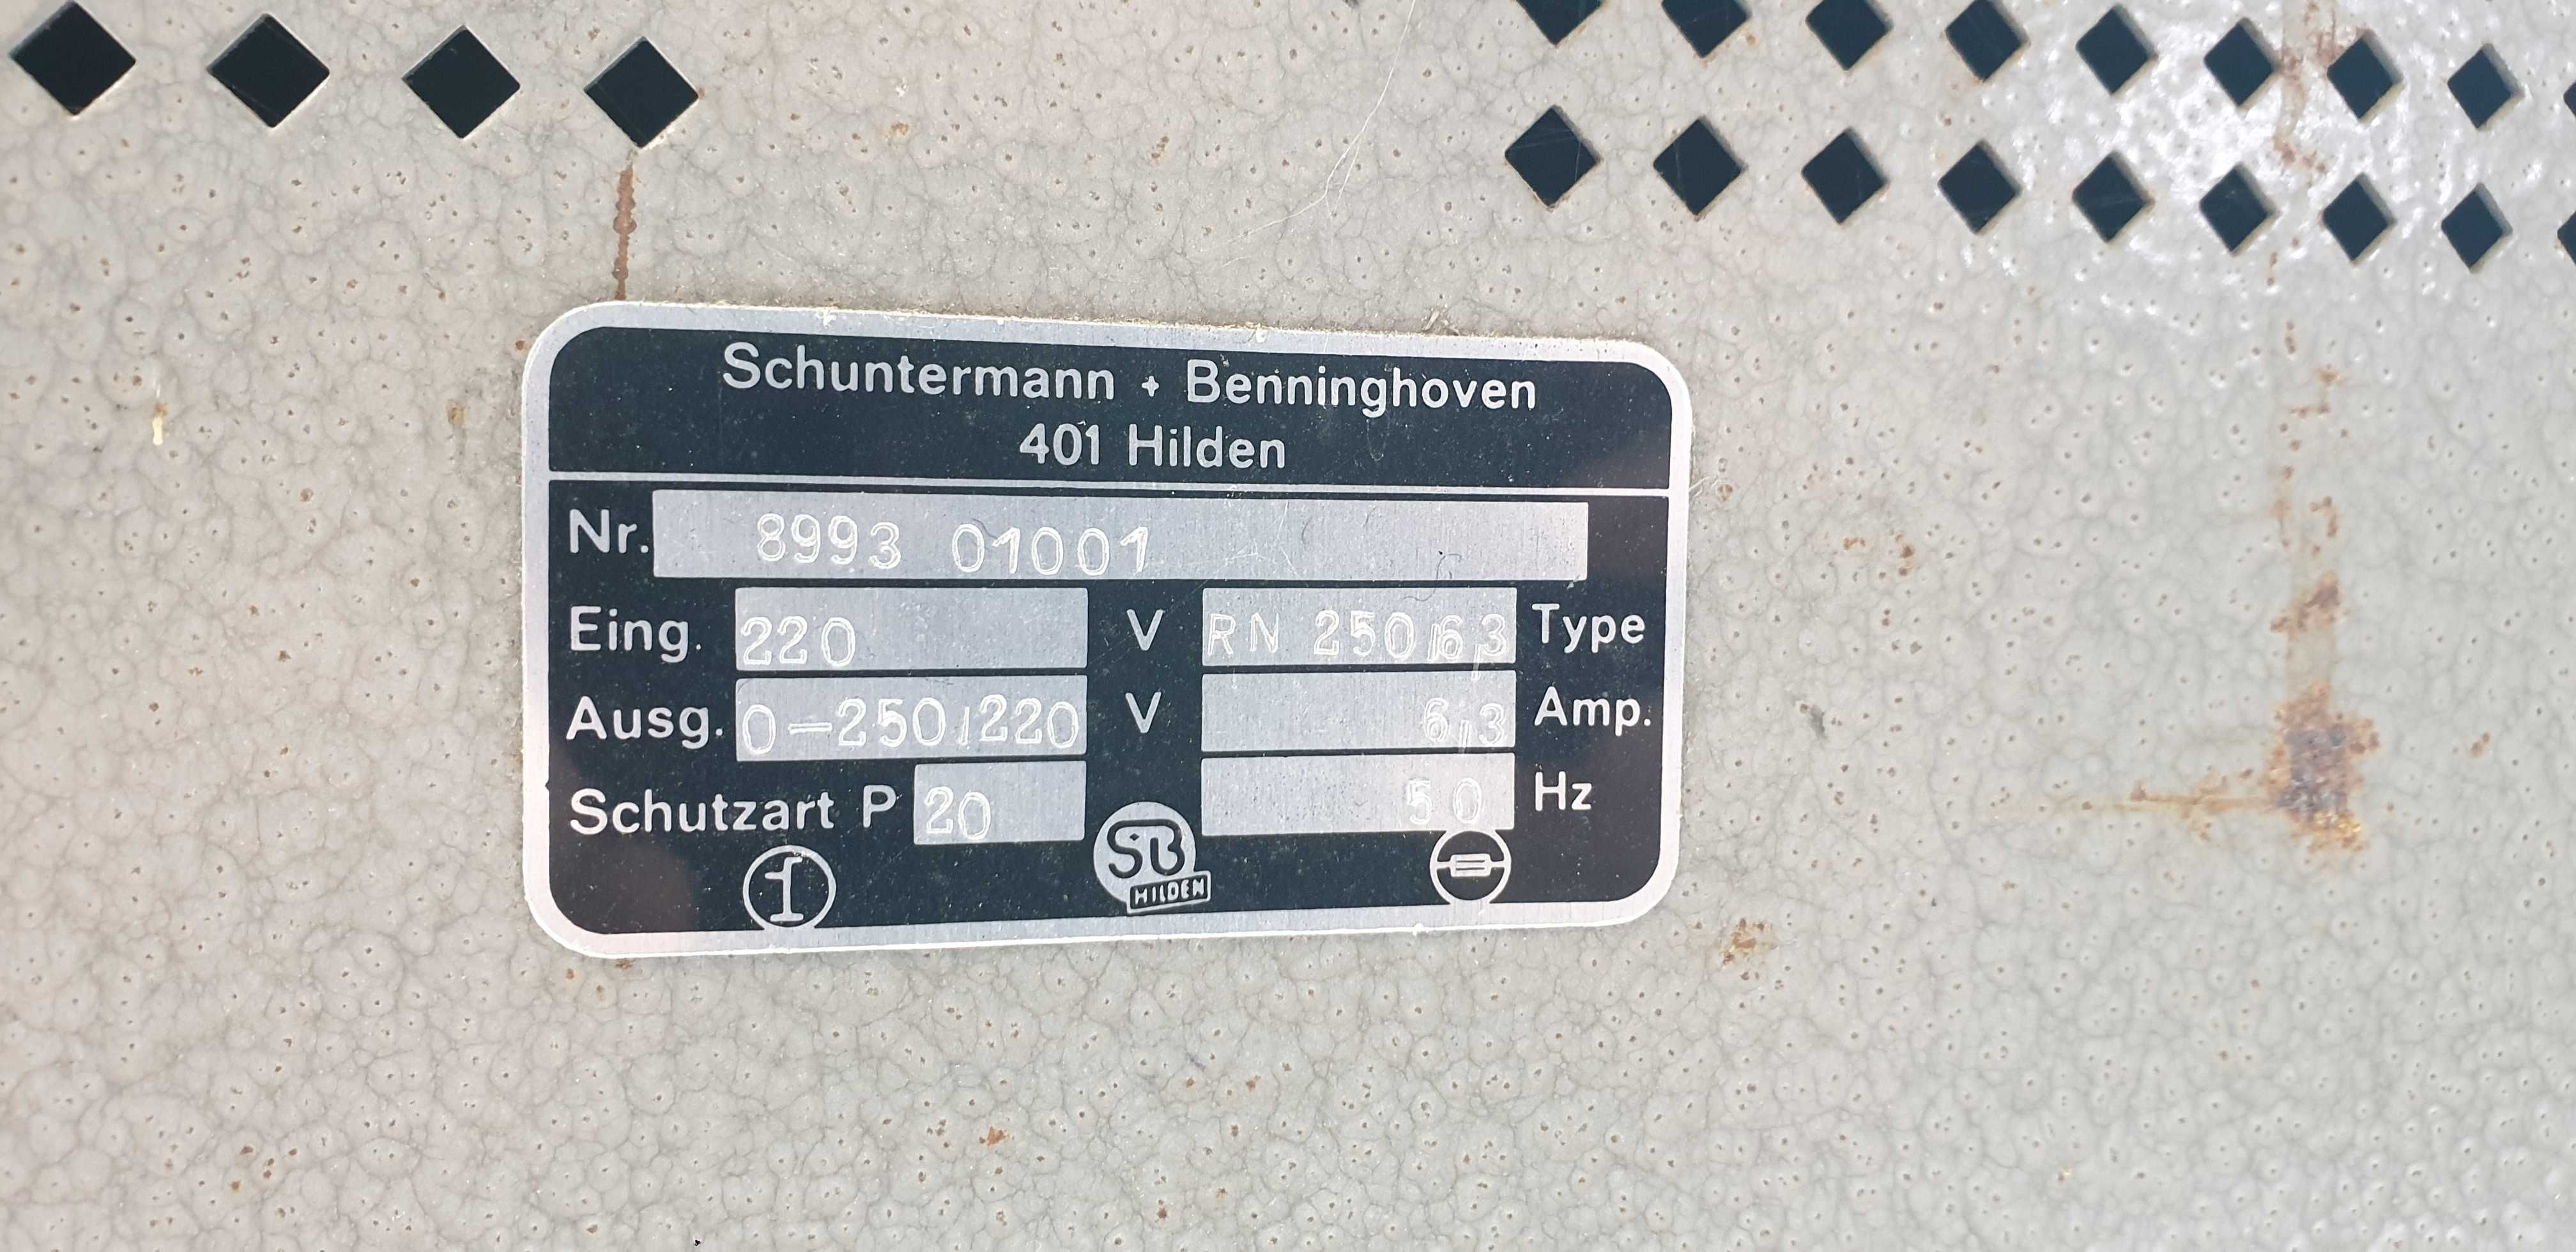 Schuntermann + Benninghoven
401 Hilden
Nr. 8993 01001
Eing. 220 V RN 250/6,3 Type
Ausg. 0-250/220 V 6,3 Amp.
Schutzart P 20 50 Hz
1 SB
HILDEN